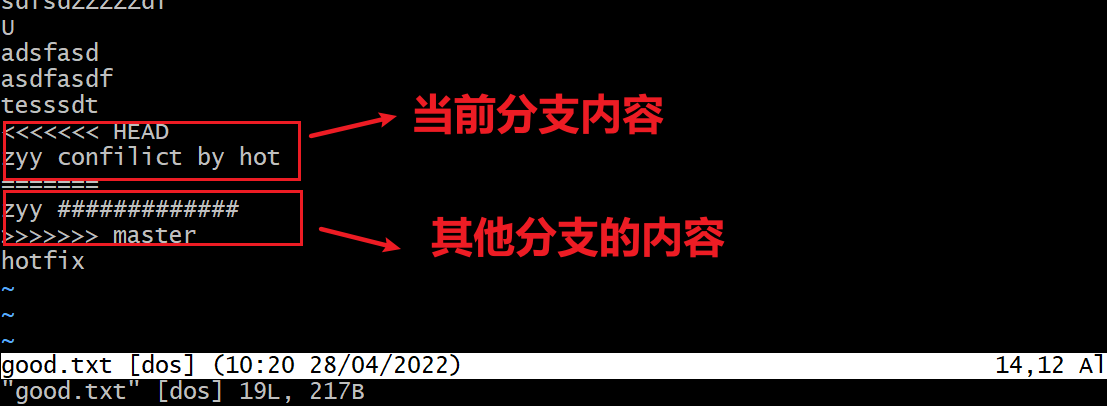 sdfsdzzzzzdf
U
adsfasd
asdfasdf
tesssdt
<<<<<<< HEAD
当前分支内容
zyy confilict by hot
=======
zyy #############
>>>>>>> master
其他分支的内容
hotfix
~
~
~
good.txt [dos] (10:20 28/04/2022) 14,12 Al
"good.txt" [dos] 19L, 217B